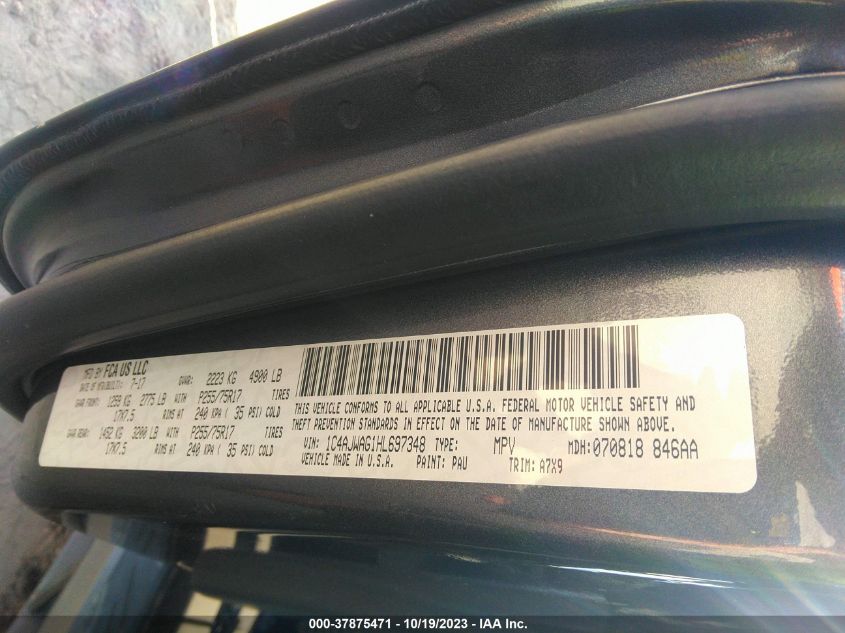 MFD BY FCA US LLC
DATE OF MFR(BUILT): 7-17 GVWR: 2223 KG 4900 LB
GAWR FRONT: 1259 KG 2775 LB WITH P255/75R17 TIRES
17X7.5 RIMS AT 240 KPA ( 35 PSI) COLD
GAWR REAR: 1452 KG 3200 LB WITH P255/75R17 TIRES
17X7.5 RIMS AT 240 KPA ( 35 PSI) COLD
THIS VEHICLE CONFORMS TO ALL APPLICABLE U.S.A. FEDERAL MOTOR VEHICLE SAFETY AND
THEFT PREVENTION STANDARDS IN EFFECT ON THE DATE OF MANUFACTURE SHOWN ABOVE.
VIN: 1C4AJWAG1HL697348 TYPE: MPV MDH: 070818 846AA
VEHICLE MADE IN U.S.A. PAINT: PAU TRIM: A7X9
000-37875471 - 10/19/2023 - IAA Inc.